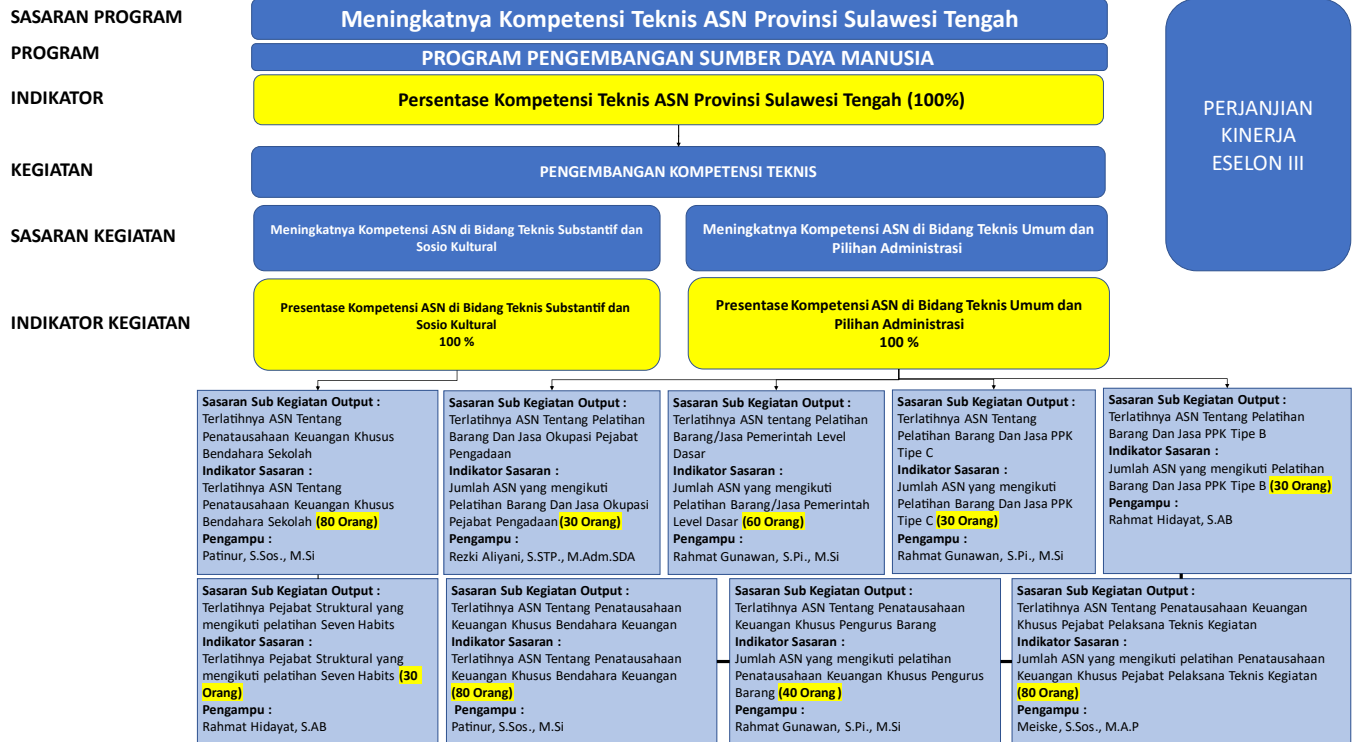 SASARAN PROGRAM
Meningkatnya Kompetensi Teknis ASN Provinsi Sulawesi Tengah
PROGRAM
PROGRAM PENGEMBANGAN SUMBER DAYA MANUSIA
INDIKATOR
Persentase Kompetensi Teknis ASN Provinsi Sulawesi Tengah (100%)
PERJANJIAN
KINERJA
ESELON III
KEGIATAN
PENGEMBANGAN KOMPETENSI TEKNIS
SASARAN KEGIATAN
Meningkatnya Kompetensi ASN di Bidang Teknis Substantif dan
Sosio Kultural
Meningkatnya Kompetensi ASN di Bidang Teknis Umum dan
Pilihan Administrasi
INDIKATOR KEGIATAN
Presentase Kompetensi ASN di Bidang Teknis Substantif dan
Sosio Kultural
100 %
Presentase Kompetensi ASN di Bidang Teknis Umum dan
Pilihan Administrasi
100 %
Sasaran Sub Kegiatan Output :
Terlatihnya ASN Tentang
Penatausahaan Keuangan Khusus
Bendahara Sekolah
Indikator Sasaran :
Terlatihnya ASN Tentang
Penatausahaan Keuangan Khusus
Bendahara Sekolah (80 Orang)
Pengampu :
Patinur, S.Sos., M.Si
Sasaran Sub Kegiatan Output :
Terlatihnya ASN Tentang Pelatihan
Barang Dan Jasa Okupasi Pejabat
Pengadaan
Indikator Sasaran :
Jumlah ASN yang mengikuti
Pelatihan Barang Dan Jasa Okupasi
Pejabat Pengadaan (30 Orang)
Pengampu :
Rezki Aliyani, S.STP., M.Adm.SDA
Sasaran Sub Kegiatan Output :
Terlatihnya ASN tentang Pelatihan
Barang/Jasa Pemerintah Level
Dasar
Indikator Sasaran :
Jumlah ASN yang mengikuti
Pelatihan Barang/Jasa Pemerintah
Level Dasar (60 Orang)
Pengampu :
Rahmat Gunawan, S.Pi., M.Si
Sasaran Sub Kegiatan Output :
Terlatihnya ASN Tentang
Pelatihan Barang Dan Jasa PPK
Tipe C
Indikator Sasaran :
Jumlah ASN yang mengikuti
Pelatihan Barang Dan Jasa PPK
Tipe C (30 Orang)
Pengampu :
Rahmat Gunawan, S.Pi., M.Si
Sasaran Sub Kegiatan Output :
Terlatihnya ASN Tentang Pelatihan
Barang Dan Jasa PPK Tipe B
Indikator Sasaran :
Jumlah ASN yang mengikuti Pelatihan
Barang Dan Jasa PPK Tipe B (30 Orang)
Pengampu :
Rahmat Hidayat, S.AB
Sasaran Sub Kegiatan Output :
Terlatihnya Pejabat Struktural yang
mengikuti pelatihan Seven Habits
Indikator Sasaran :
Terlatihnya Pejabat Struktural yang
mengikuti pelatihan Seven Habits (30
Orang)
Pengampu :
Rahmat Hidayat, S.AB
Sasaran Sub Kegiatan Output :
Terlatihnya ASN Tentang Penatausahaan
Keuangan Khusus Bendahara Keuangan
Indikator Sasaran :
Terlatihnya ASN Tentang Penatausahaan
Keuangan Khusus Bendahara Keuangan
(80 Orang)
Pengampu :
Patinur, S.Sos., M.Si
Sasaran Sub Kegiatan Output :
Terlatihnya ASN Tentang Penatausahaan
Keuangan Khusus Pengurus Barang
Indikator Sasaran :
Jumlah ASN yang mengikuti pelatihan
Penatausahaan Keuangan Khusus Pengurus
Barang (40 Orang )
Pengampu :
Rahmat Gunawan, S.Pi., M.Si
Sasaran Sub Kegiatan Output :
Terlatihnya ASN Tentang Penatausahaan Keuangan
Khusus Pejabat Pelaksana Teknis Kegiatan
Indikator Sasaran :
Jumlah ASN yang mengikuti pelatihan Penatausahaan
Keuangan Khusus Pejabat Pelaksana Teknis Kegiatan
(80 Orang)
Pengampu :
Meiske, S.Sos., M.A.P